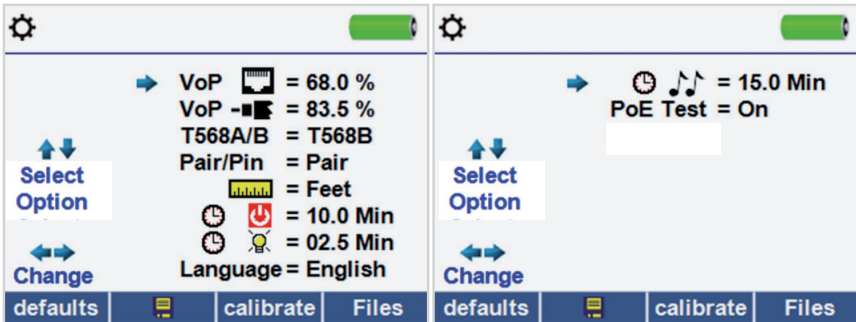 VoP = 68.0 %
VoP = 83.5 %
T568A/B = T568B
Pair/Pin = Pair
= Feet
= 10.0 Min
= 02.5 Min
Language = English
Select
Option
Change
defaults calibrate Files
= 15.0 Min
PoE Test = On
Select
Option
Change
defaults calibrate Files